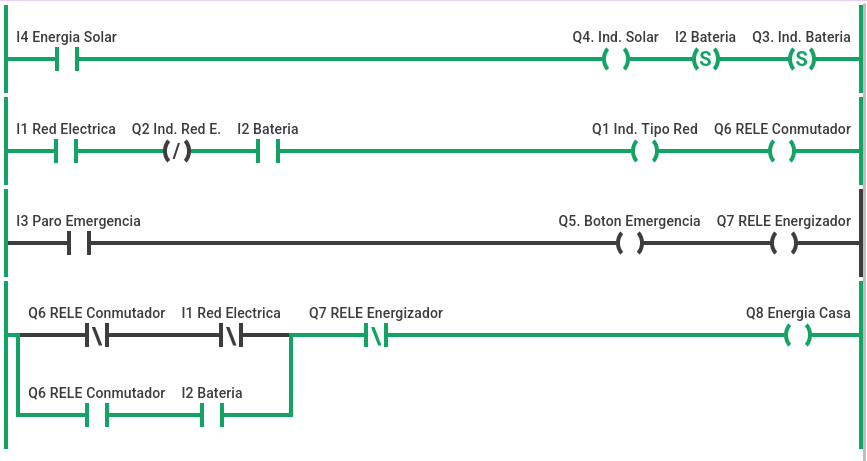 I4 Energia Solar Q4. Ind. Solar I2 Bateria Q3. Ind. Bateria
S S
I1 Red Electrica Q2 Ind. Red E. I2 Bateria Q1 Ind. Tipo Red Q6 RELE Conmutador
I3 Paro Emergencia Q5. Boton Emergencia Q7 RELE Energizador
Q6 RELE Conmutador I1 Red Electrica Q7 RELE Energizador Q8 Energia Casa
Q6 RELE Conmutador I2 Bateria